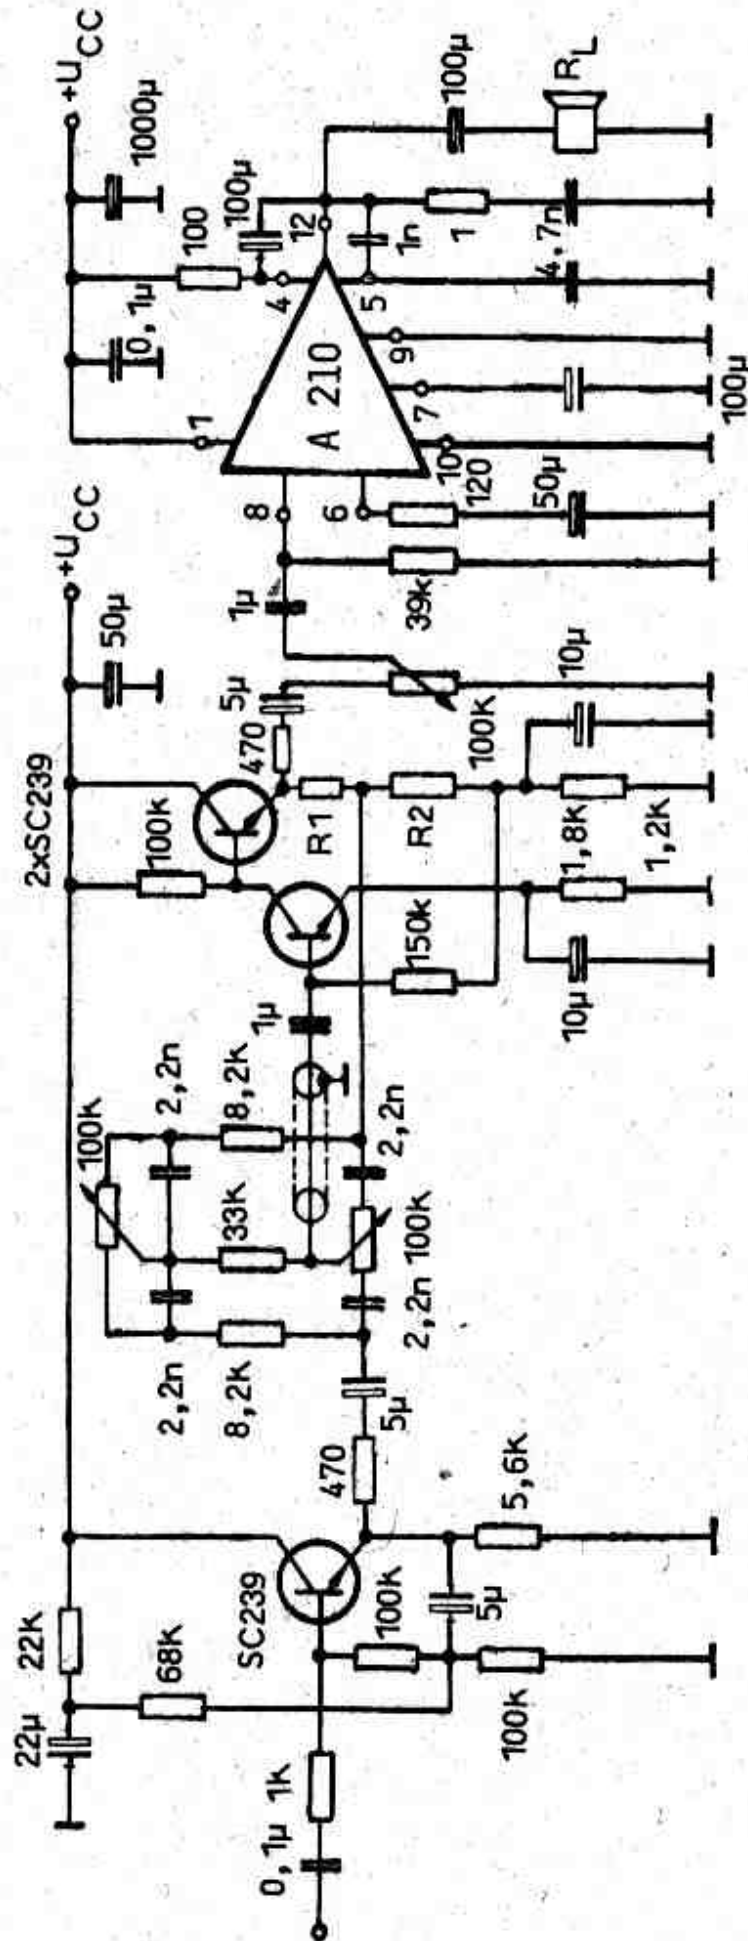 22µ
22K
68K
0,1µ
1k
SC239
100K
5µ
100K
5,6K
470
5µ
2,2n
8,2K
2,2n
100K
100K
2,2n
33K
8,2K
2,2n
1µ
2xSC239
100K
150k
10µ
R1
R2
470
5µ
1,8K
1,2K
50µ
+UCC
100K
10µ
1µ
39k
8
6
120
50µ
A 210
1
10
7
9
4
5
12
100µ
0,1µ
100
1000µ
+UCC
100µ
1n
4,7n
1
100µ
RL